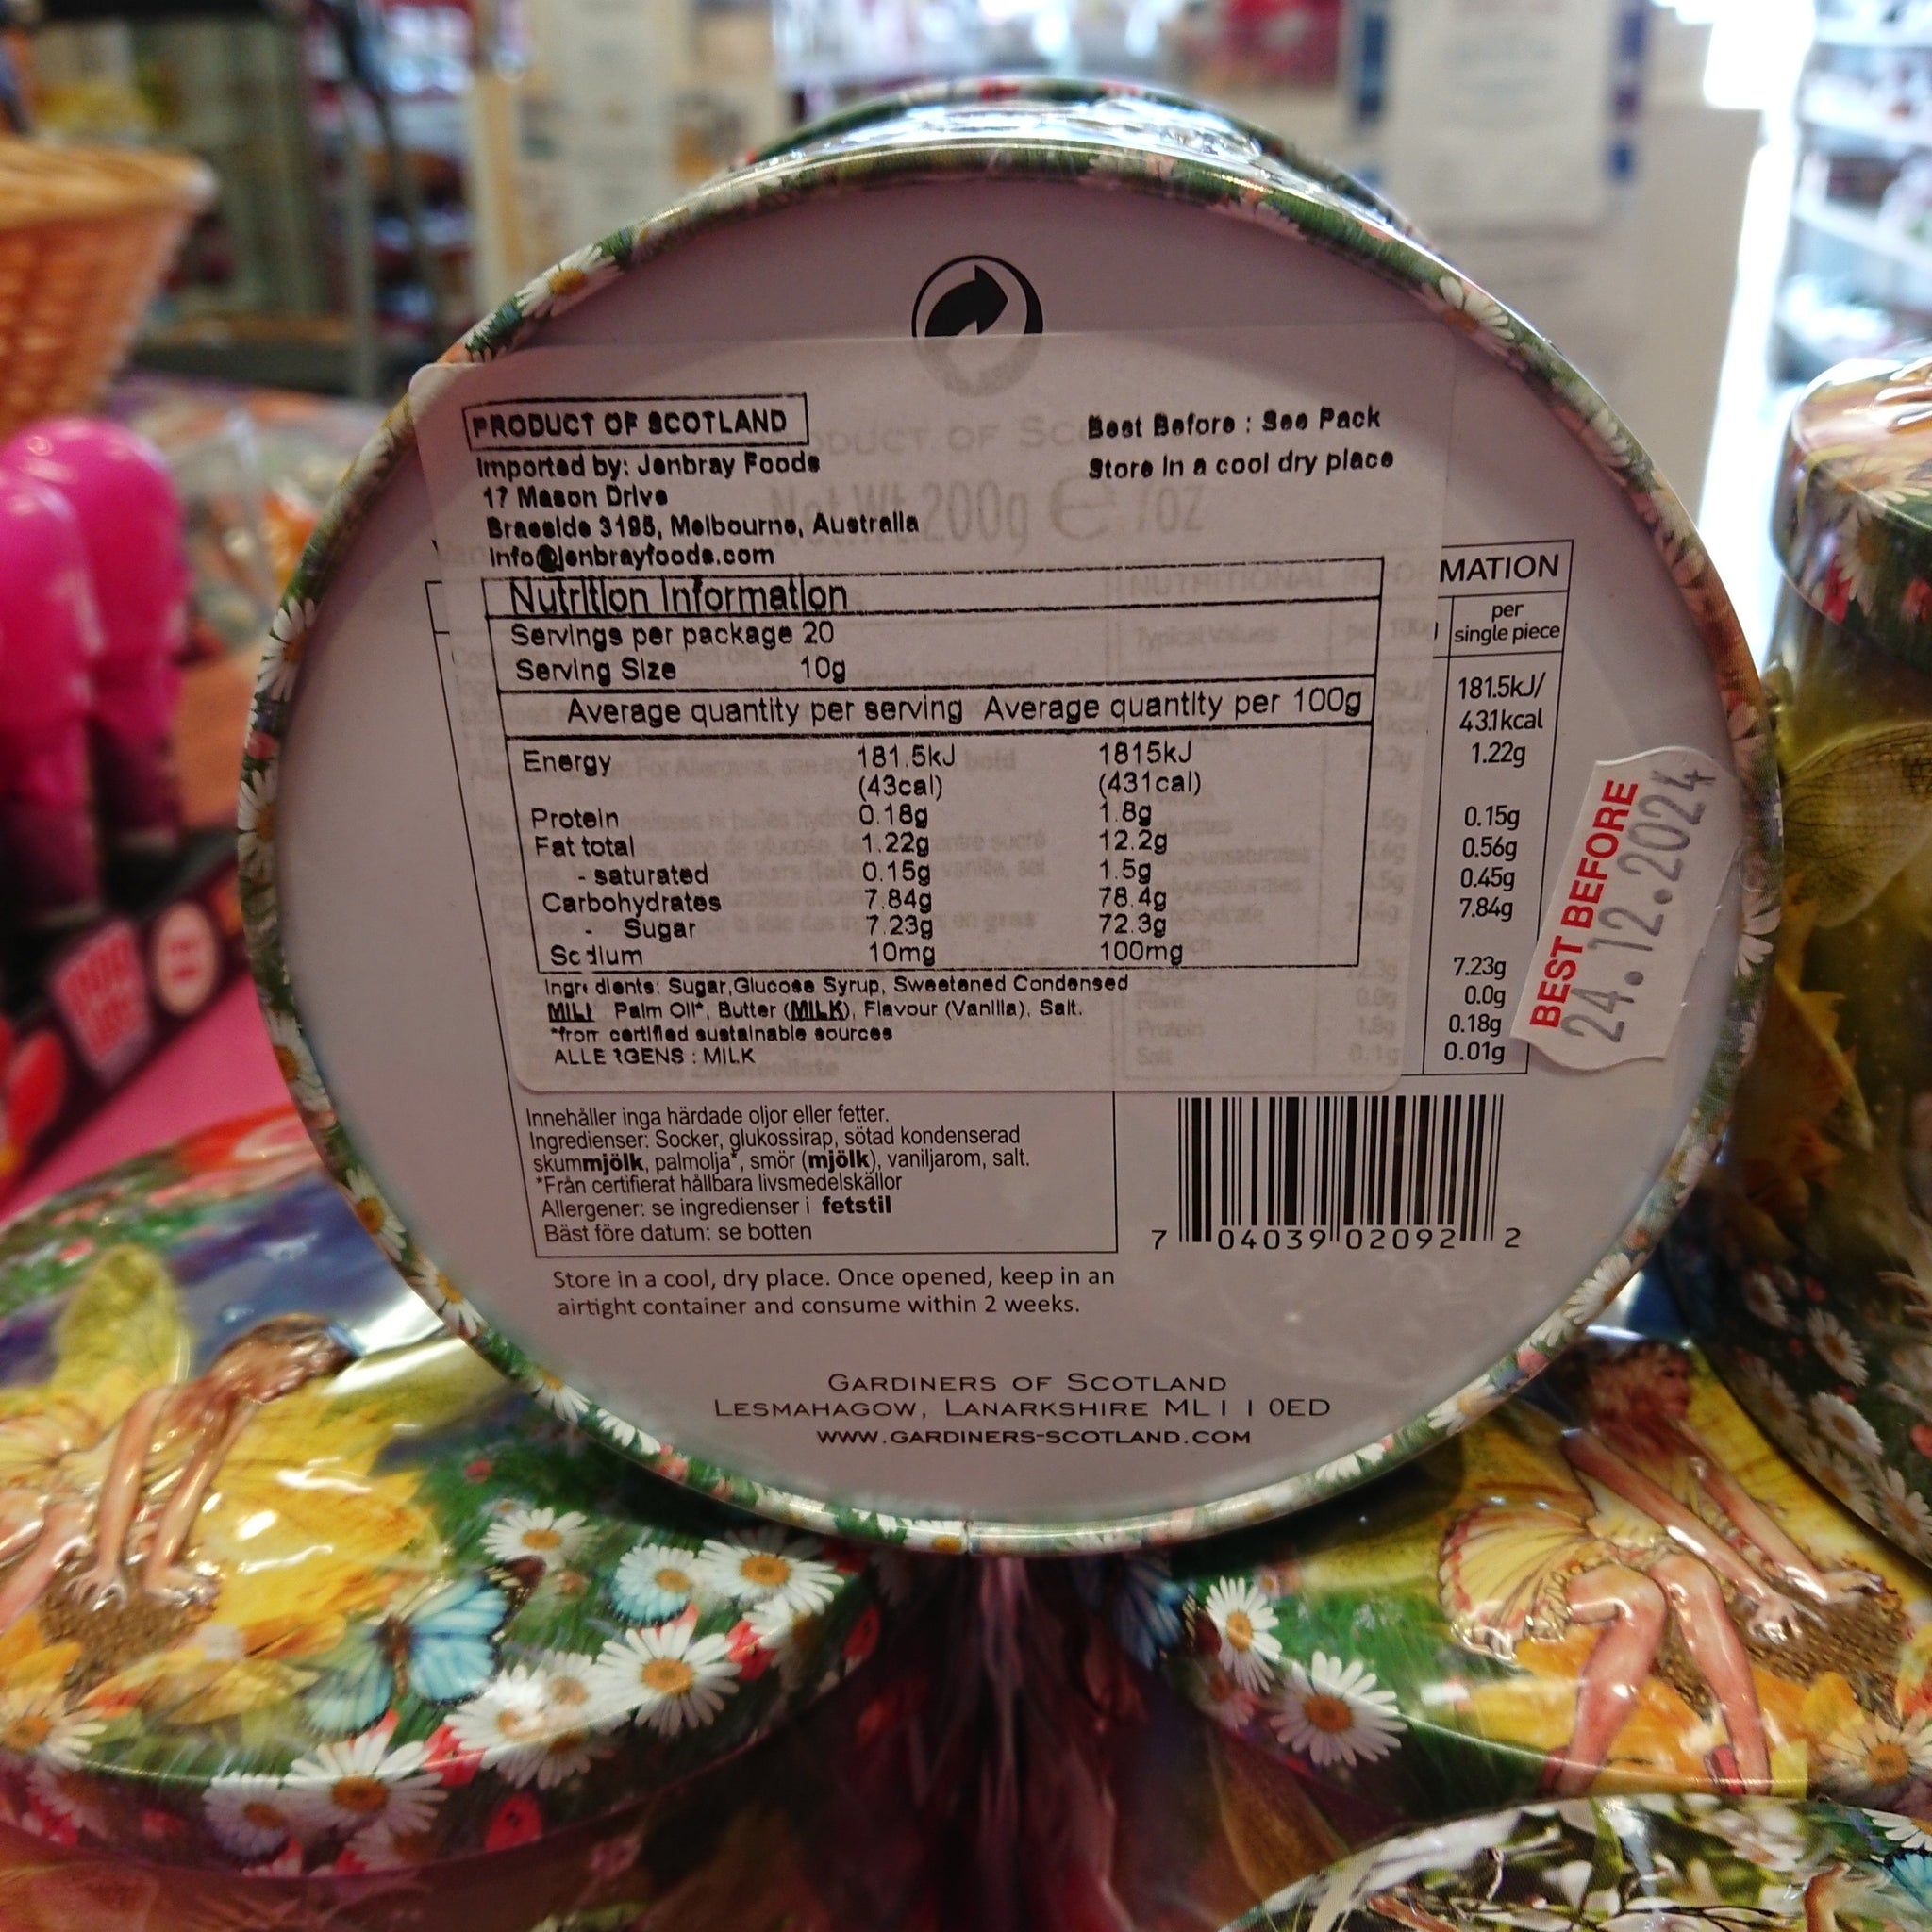 PRODUCT OF SCOTLAND
Imported by: Jenbray Foods
17 Mason Drive
Braeside 3195, Melbourne, Australia
Info@jenbrayfoods.com
Best Before : See Pack
Store In a cool dry place
Net.Wt.200g e 7oz
Nutrition Information
Servings per package 20
Serving Size 10g
Average quantity per serving Average quantity per 100g
Energy 181.5kJ 1815kJ
(43cal) (431cal)
Protein 0.18g 1.8g
Fat total 1.22g 12.2g
- saturated 0.15g 1.5g
Carbohydrates 7.84g 78.4g
- Sugar 7.23g 72.3g
Sodium 10mg 100mg
Ingredients: Sugar,Glucose Syrup, Sweetened Condensed
MILK Palm Oil*, Butter (MILK), Flavour (Vanilla), Salt.
*from certified sustainable sources
ALLERGENS : MILK
MATION
per
single piece
181.5kJ/
43.1kcal
1.22g
0.15g
0.56g
0.45g
7.84g
7.23g
0.0g
0.18g
0.01g
BEST BEFORE
24.12.2024
Innehåller inga härdade oljor eller fetter.
Ingredienser: Socker, glukossirap, sötad kondenserad
skummjölk, palmolja*, smör (mjölk), vaniljarom, salt.
*Från certifierat hållbara livsmedelskällor
Allergener: se ingredienser i fetstil
Bäst före datum: se botten
7 04039 02092 2
Store in a cool, dry place. Once opened, keep in an
airtight container and consume within 2 weeks.
GARDINERS OF SCOTLAND
LESMAHAGOW, LANARKSHIRE ML11 0ED
WWW.GARDINERS-SCOTLAND.COM